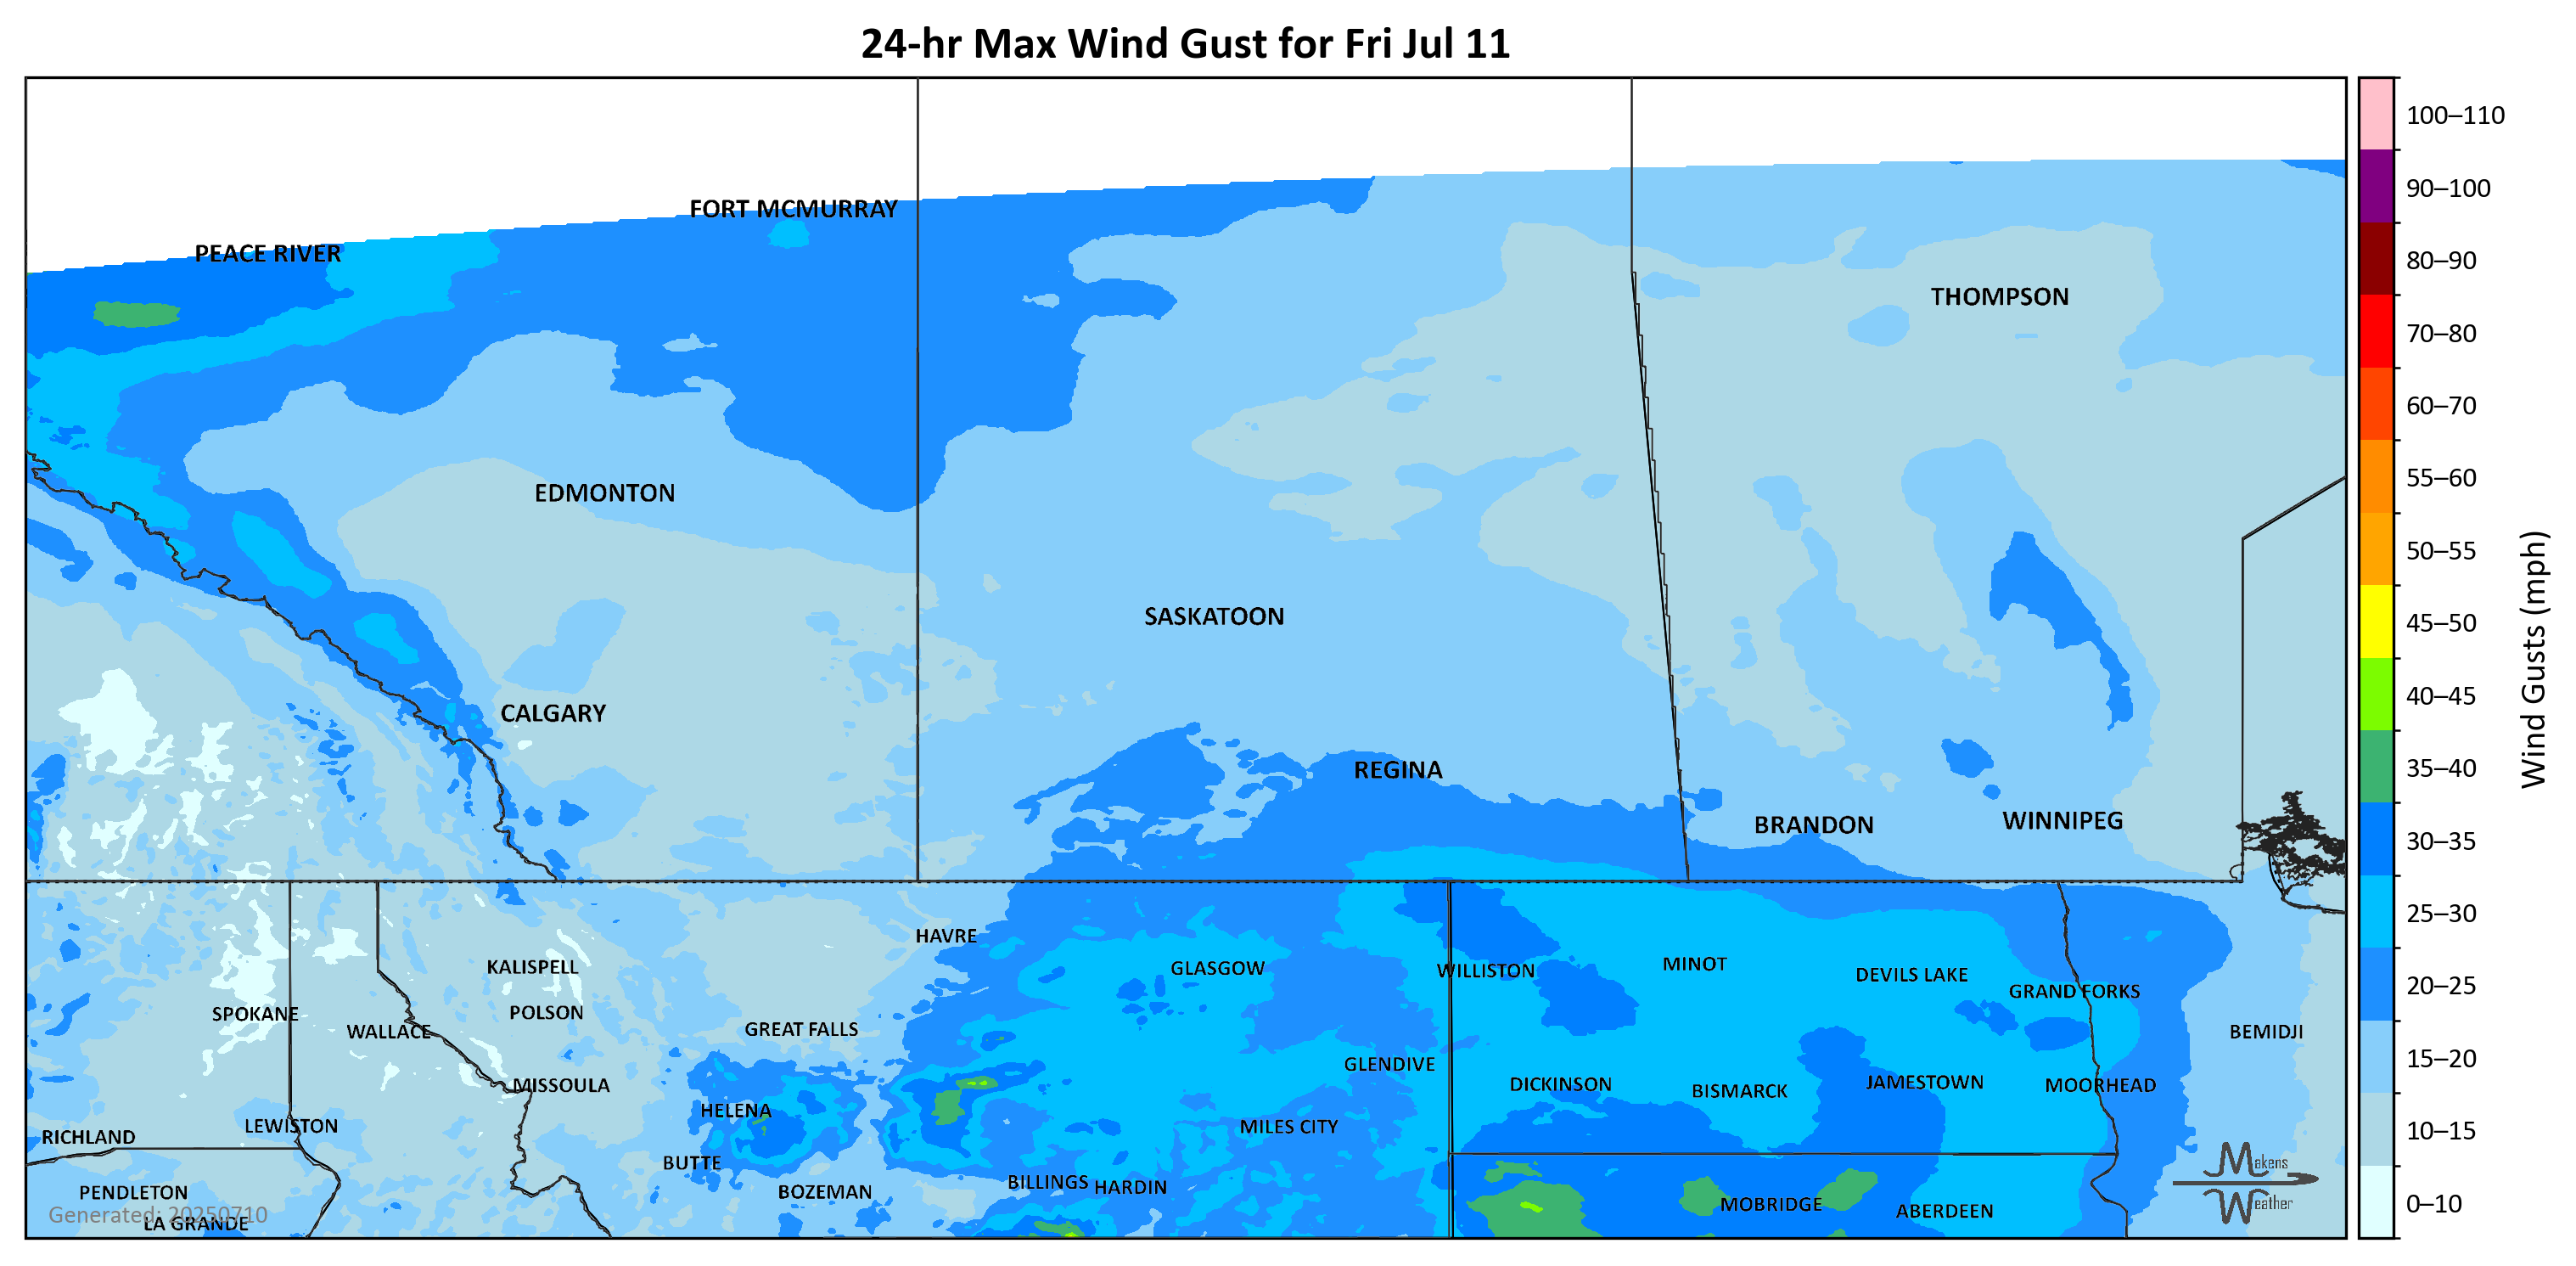 24-hr Max Wind Gust for Fri Jul 11
100–110
90–100
80–90
70–80
60–70
55–60
50–55
45–50
40–45
35–40
30–35
25–30
20–25
15–20
10–15
0–10
Wind Gusts (mph)
FORT MCMURRAY
PEACE RIVER
THOMPSON
EDMONTON
SASKATOON
CALGARY
REGINA
BRANDON
WINNIPEG
HAVRE
KALISPELL
GLASGOW
WILLISTON
MINOT
DEVILS LAKE
GRAND FORKS
SPOKANE
POLSON
WALLACE
GREAT FALLS
BEMIDJI
GLENDIVE
MISSOULA
DICKINSON
BISMARCK
JAMESTOWN
MOORHEAD
HELENA
LEWISTON
MILES CITY
RICHLAND
BUTTE
BILLINGS
HARDIN
PENDLETON
BOZEMAN
MOBRIDGE
ABERDEEN
Generated: 20250710
LA GRANDE
Makens
Weather